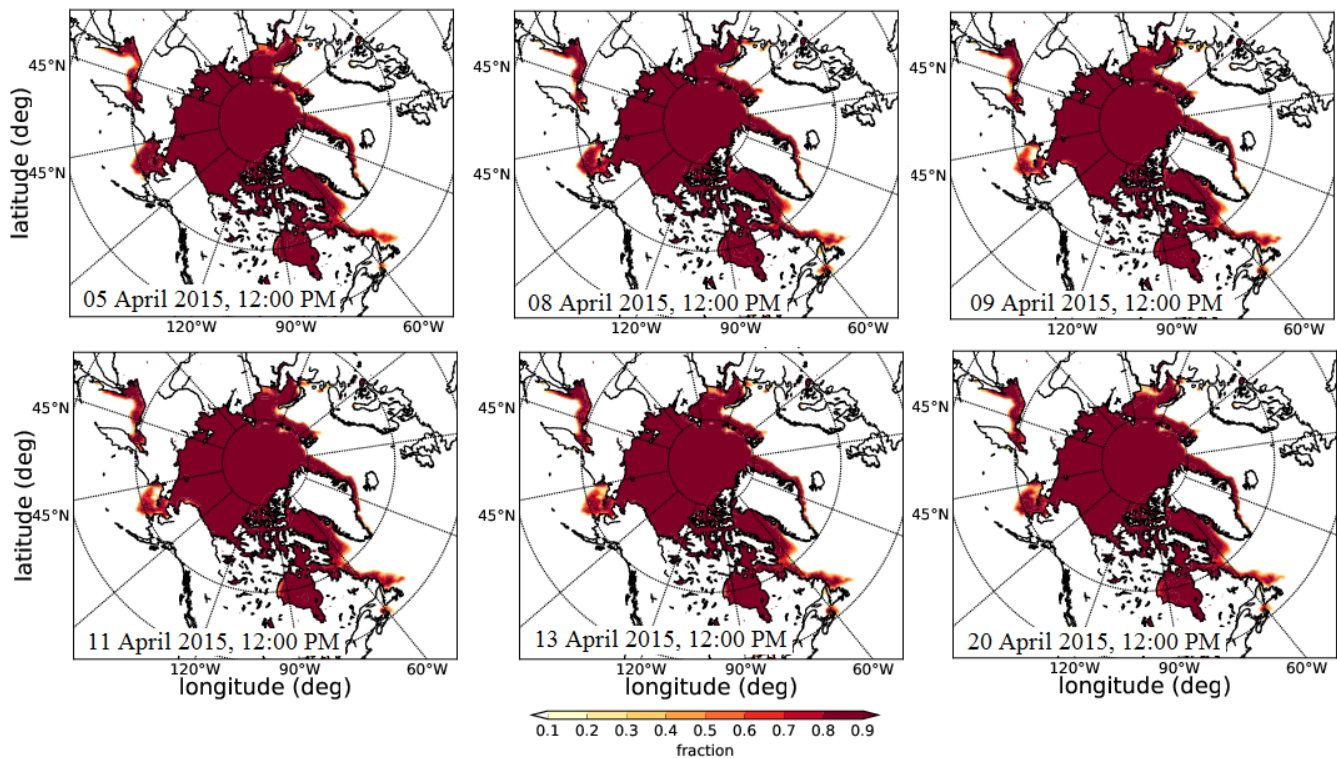 latitude (deg)
45°N
45°N
05 April 2015, 12:00 PM
120°W 90°W 60°W
45°N
45°N
08 April 2015, 12:00 PM
120°W 90°W 60°W
45°N
45°N
09 April 2015, 12:00 PM
120°W 90°W 60°W
latitude (deg)
45°N
45°N
11 April 2015, 12:00 PM
120°W 90°W 60°W
longitude (deg)
45°N
45°N
13 April 2015, 12:00 PM
120°W 90°W 60°W
longitude (deg)
45°N
45°N
20 April 2015, 12:00 PM
120°W 90°W 60°W
longitude (deg)
0.1 0.2 0.3 0.4 0.5 0.6 0.7 0.8 0.9
fraction